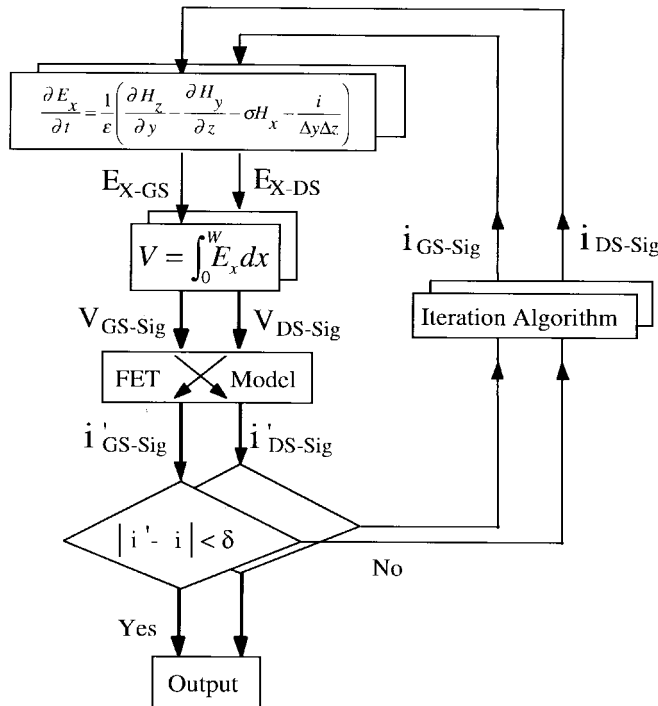 ∂E_x/∂t = 1/ε (∂H_z/∂y − ∂H_y/∂z − σH_x − i/ΔyΔz)
E_X-GS E_X-DS
V = ∫_0^W E_x dx
i_GS-Sig i_DS-Sig
V_GS-Sig V_DS-Sig
Iteration Algorithm
FET Model
i'_GS-Sig i'_DS-Sig
| i' - i | < δ
No
Yes
Output